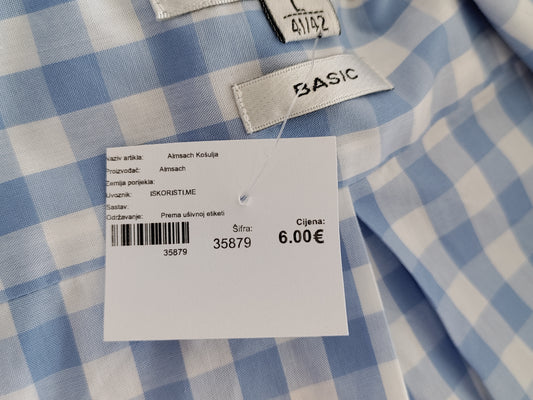 L
41/42
BASIC
Naziv artikla: Almsach Košulja
Proizvođač: Almsach
Zemlja porijekla:
Uvoznik: ISKORISTI.ME
Sastav:
Održavanje: Prema ušivnoj etiketi
35879
Šifra:
35879
Cijena:
6.00€